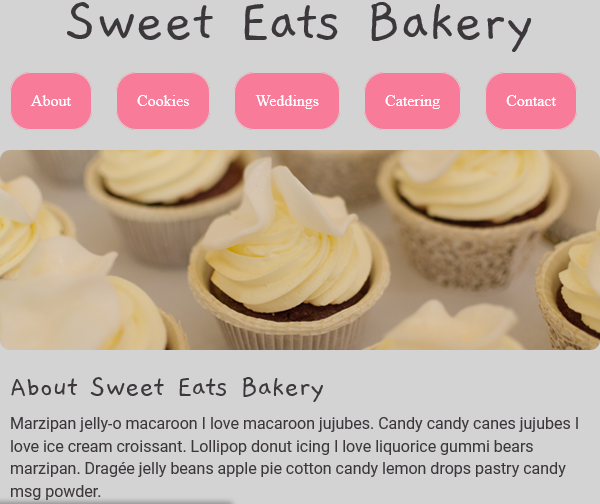 Sweet Eats Bakery
About Cookies Weddings Catering Contact
About Sweet Eats Bakery
Marzipan jelly-o macaroon I love macaroon jujubes. Candy candy canes jujubes I
love ice cream croissant. Lollipop donut icing I love liquorice gummi bears
marzipan. Dragée jelly beans apple pie cotton candy lemon drops pastry candy
msg powder.